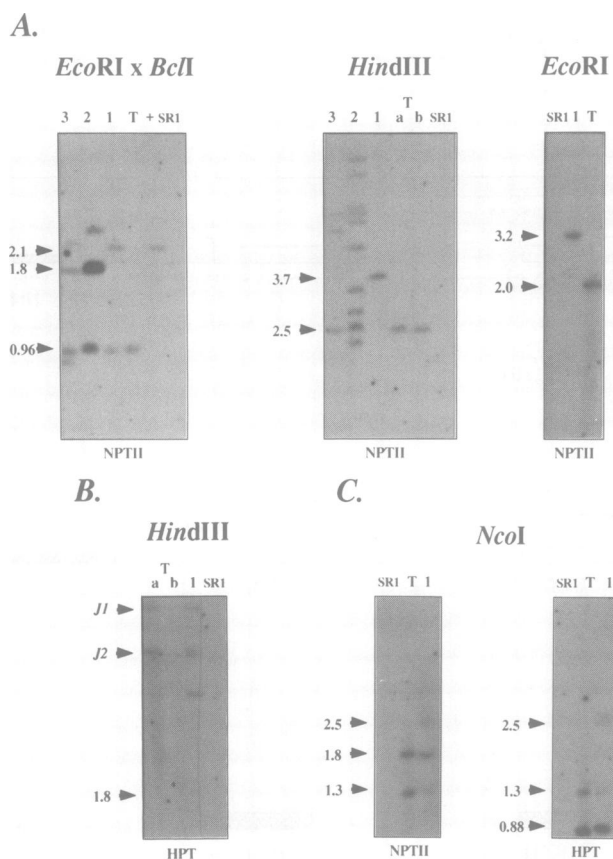 A.
EcoRI x BclI
3 2 1 T + SR1
2.1
1.8
0.96
NPTII
HindIII
T
3 2 1 a b SR1
3.7
2.5
NPTII
EcoRI
SR1 1 T
3.2
2.0
NPTII
B.
HindIII
T
a b 1 SR1
J1
J2
1.8
HPT
C.
NcoI
SR1 T 1
2.5
1.8
1.3
NPTII
SR1 T 1
2.5
1.3
0.88
HPT